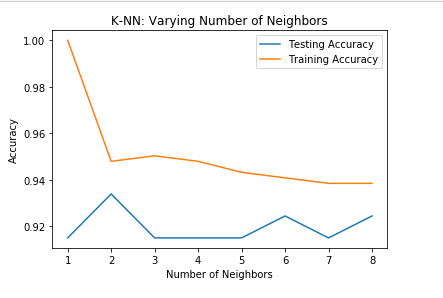 K-NN: Varying Number of Neighbors
Testing Accuracy
Training Accuracy
1.00
0.98
0.96
0.94
0.92
Accuracy
1 2 3 4 5 6 7 8
Number of Neighbors